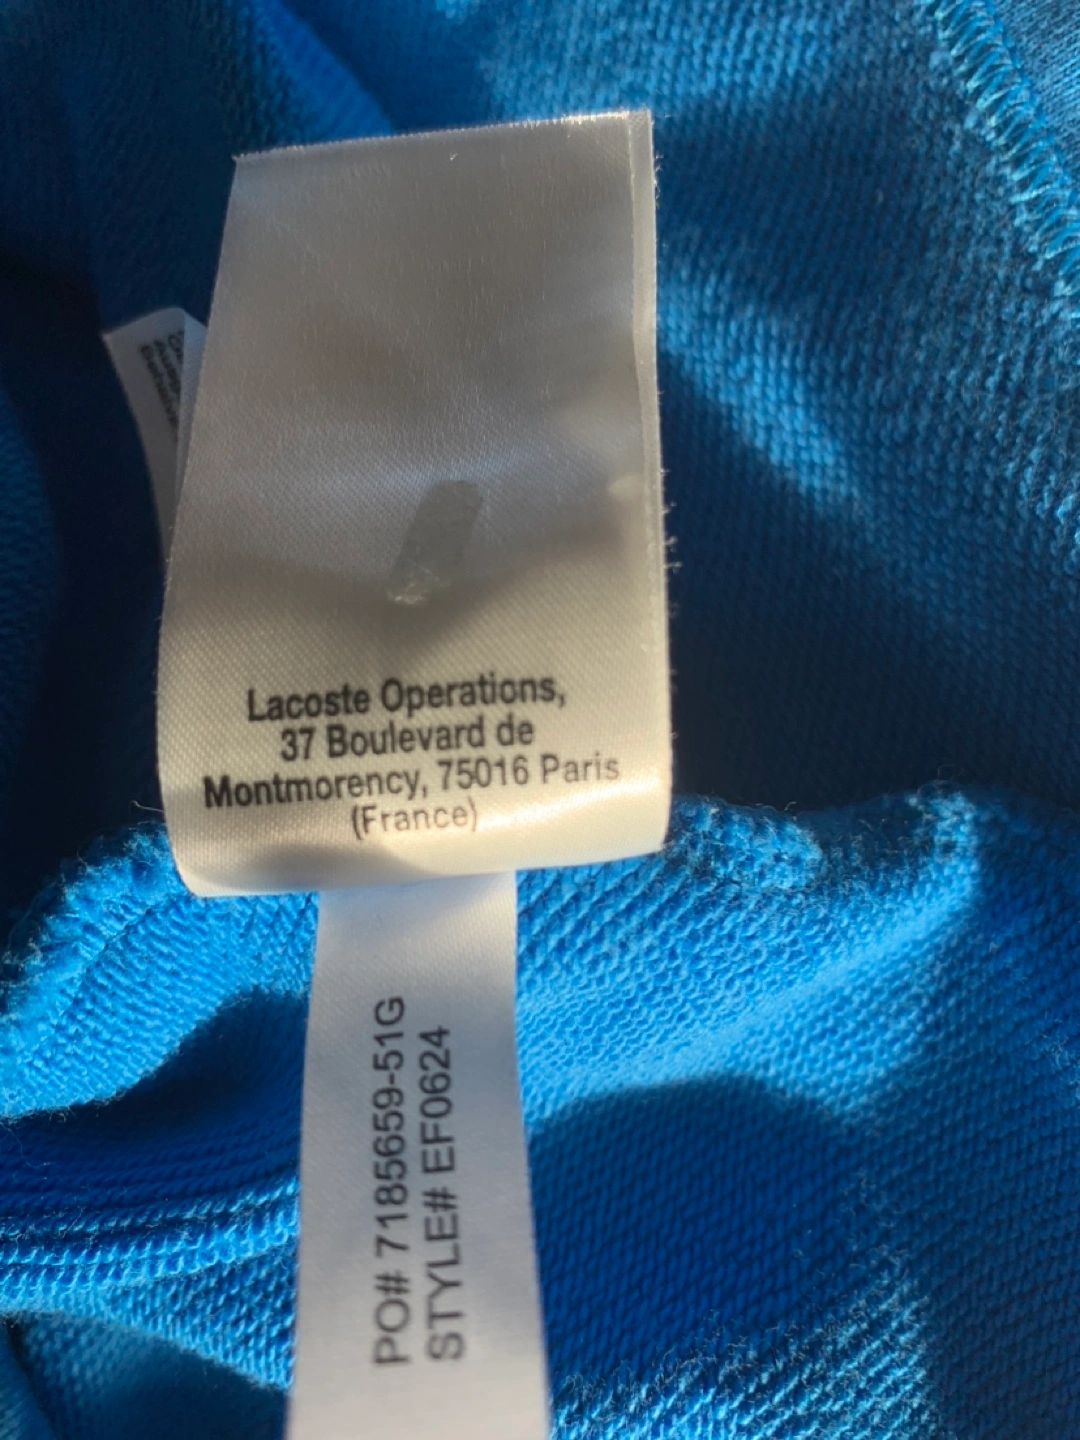 Lacoste Operations,
37 Boulevard de
Montmorency, 75016 Paris
(France)
PO# 7185659-51G
STYLE# EF0624